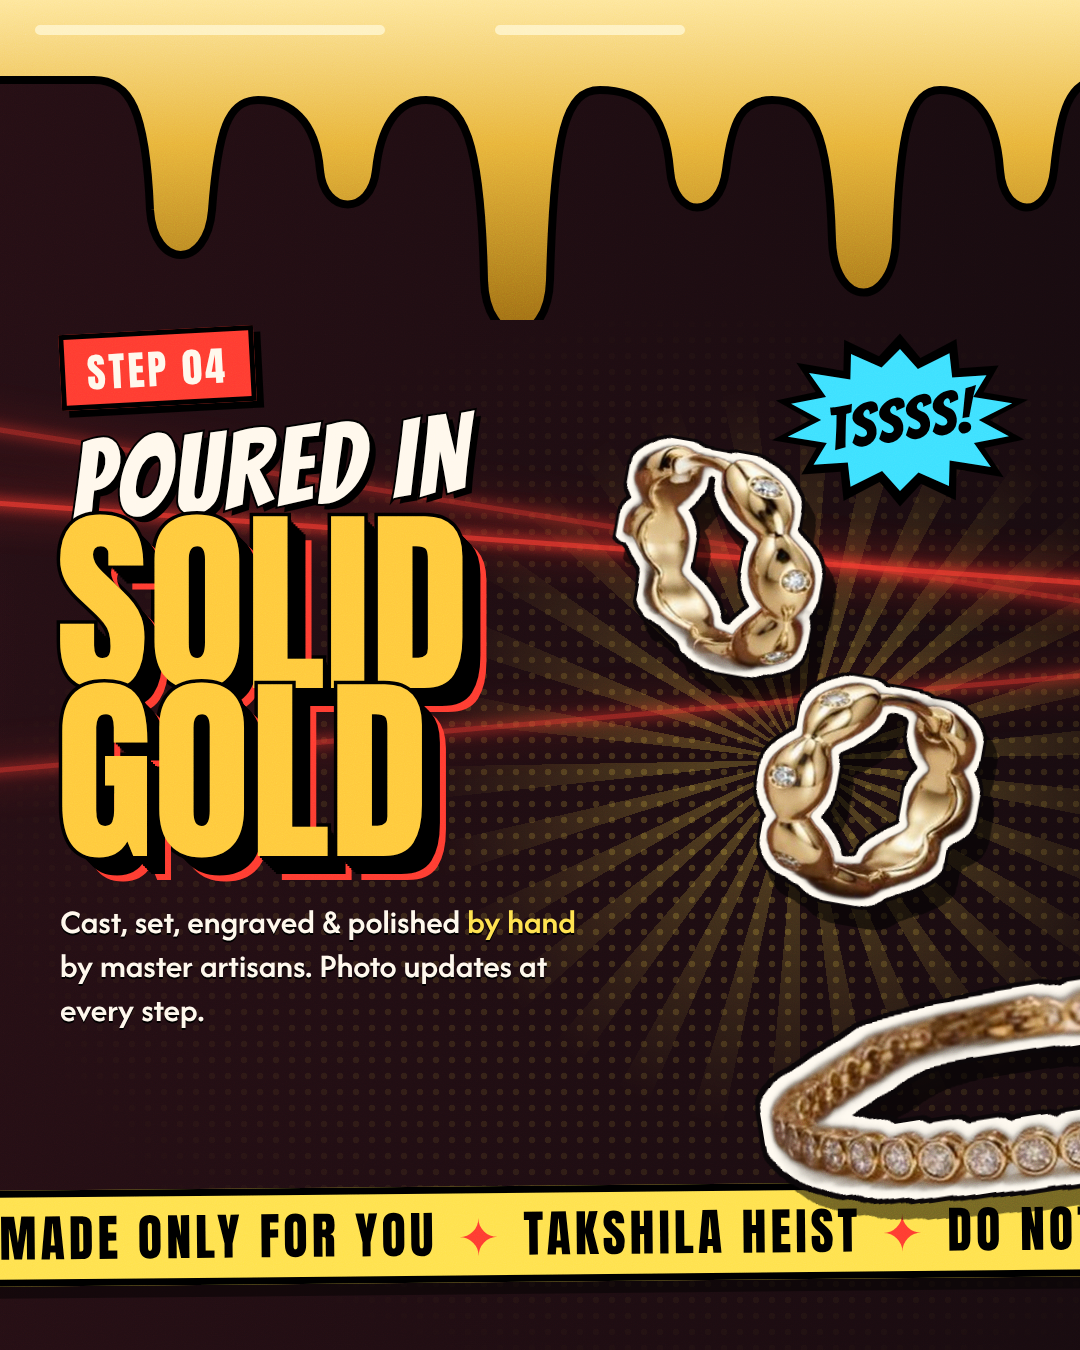 STEP 04
TSSSS!
POURED IN
SOLID
GOLD
Cast, set, engraved & polished by hand
by master artisans. Photo updates at
every step.
MADE ONLY FOR YOU ✦ TAKSHILA HEIST ✦ DO NOT